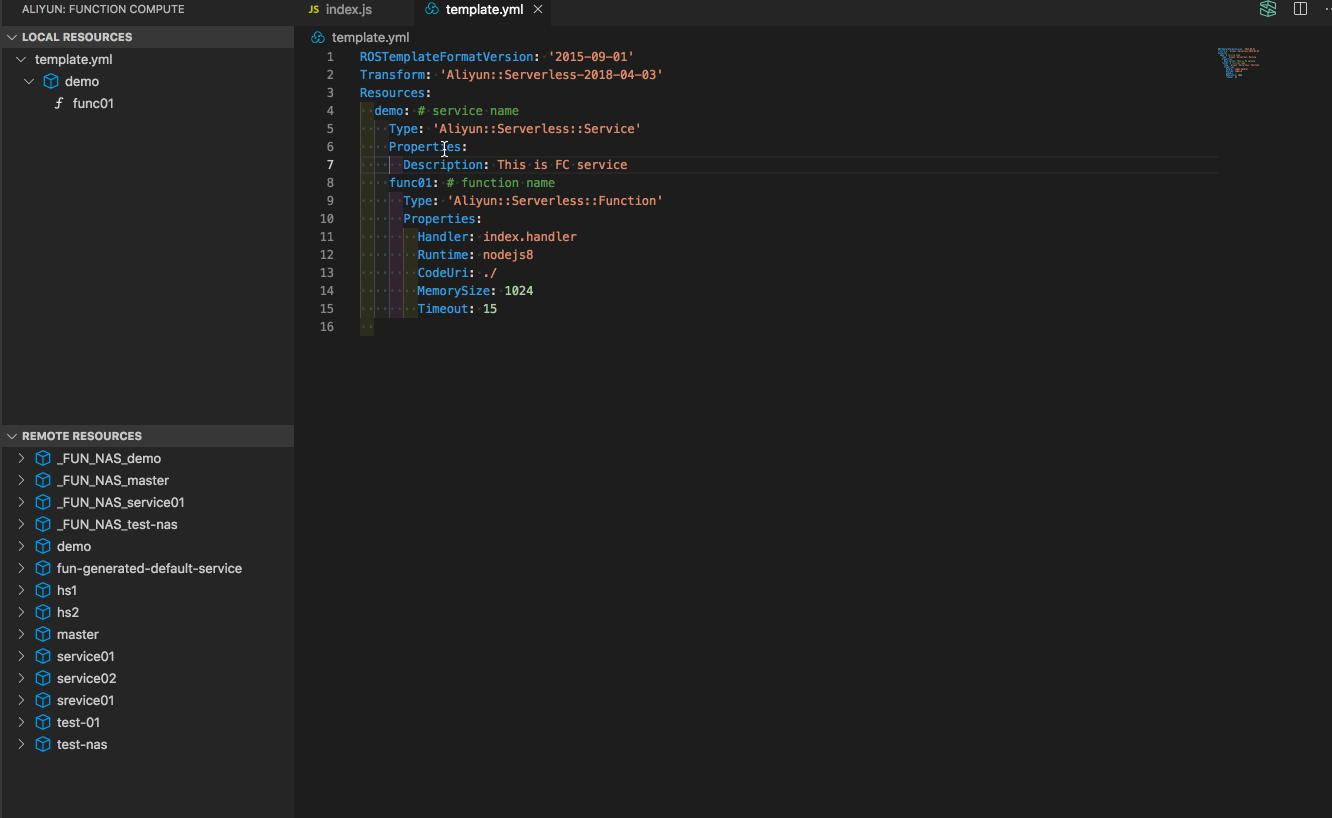 ALIYUN: FUNCTION COMPUTE
LOCAL RESOURCES
template.yml
demo
func01
REMOTE RESOURCES
_FUN_NAS_demo
_FUN_NAS_master
_FUN_NAS_service01
_FUN_NAS_test-nas
demo
fun-generated-default-service
hs1
hs2
master
service01
service02
srevice01
test-01
test-nas
JS index.js
template.yml
template.yml
1 ROSTemplateFormatVersion: '2015-09-01'
2 Transform: 'Aliyun::Serverless-2018-04-03'
3 Resources:
4   demo: # service name
5     Type: 'Aliyun::Serverless::Service'
6     Properties:
7       Description: This is FC service
8     func01: # function name
9       Type: 'Aliyun::Serverless::Function'
10       Properties:
11         Handler: index.handler
12         Runtime: nodejs8
13         CodeUri: ./
14         MemorySize: 1024
15         Timeout: 15
16